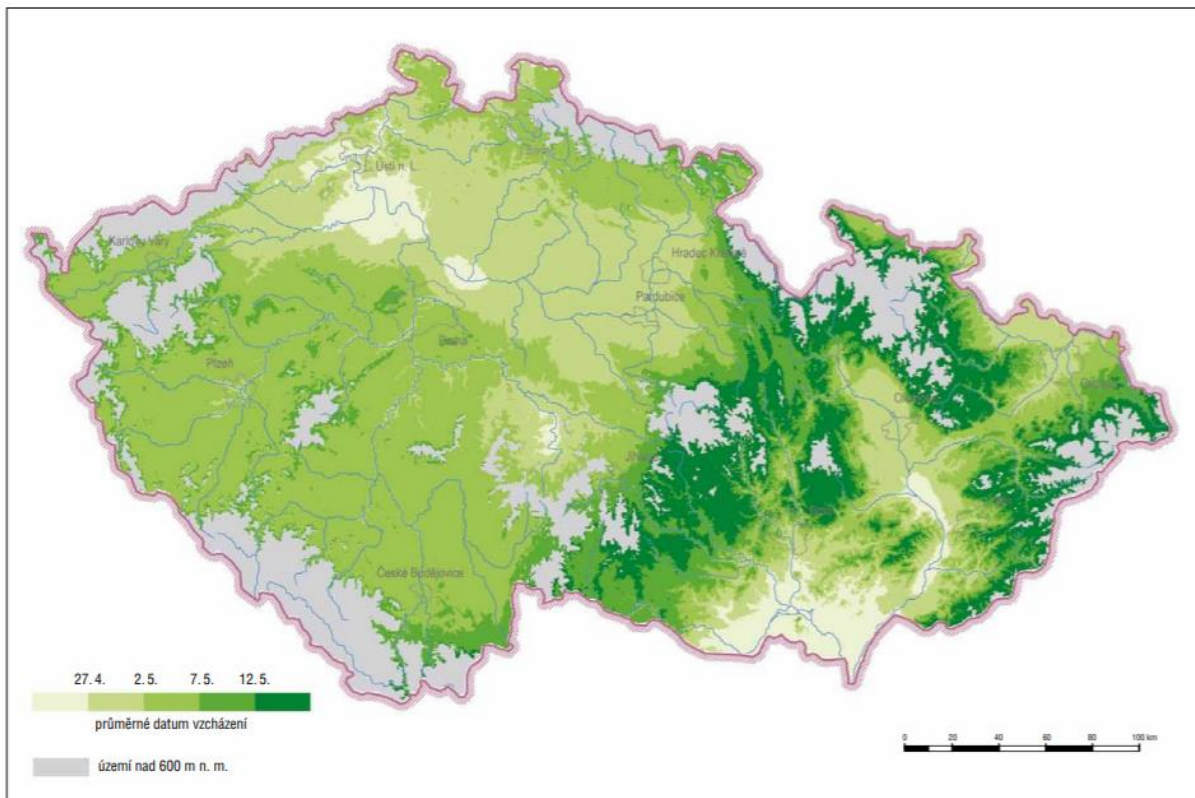 Ústí n. L.
Karlovy Vary
Hradec Králové
Pardubice
Praha
Plzeň
Olomouc
Jihlava
České Budějovice
27. 4. 2. 5. 7. 5. 12. 5.
průměrné datum vzcházení
území nad 600 m n. m.
0 20 40 60 80 100 km